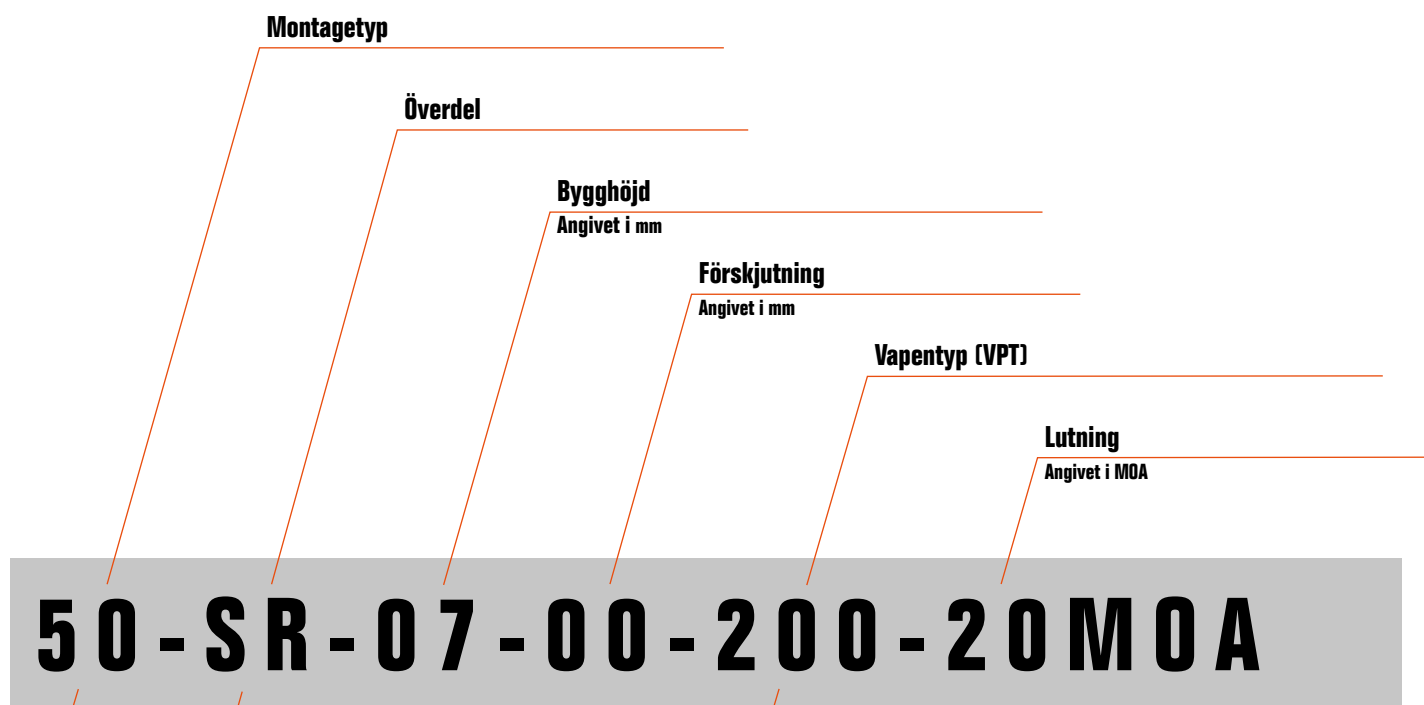 Montagetyp
Överdel
Bygghöjd
Angivet i mm
Förskjutning
Angivet i mm
Vapentyp (VPT)
Lutning
Angivet i MOA
50-SR-07-00-200-20MOA